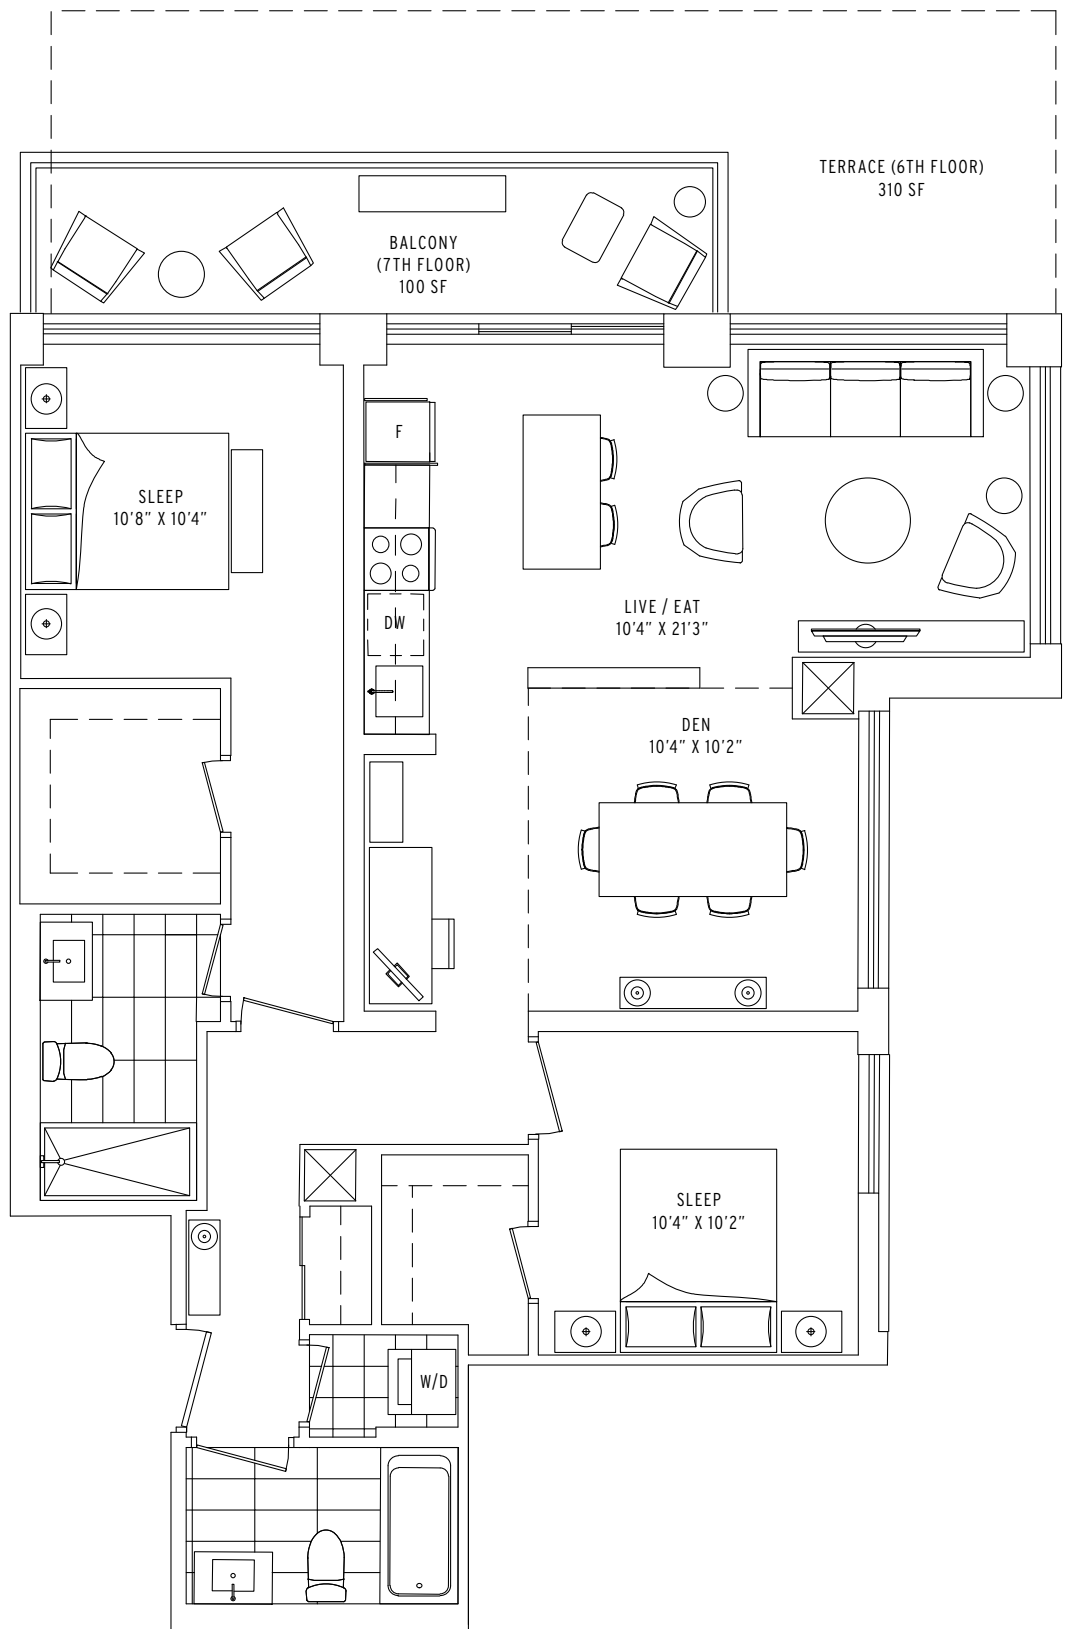 TERRACE (6TH FLOOR)
310 SF
BALCONY
(7TH FLOOR)
100 SF
F
SLEEP
10'8" X 10'4"
DW
LIVE / EAT
10'4" X 21'3"
DEN
10'4" X 10'2"
SLEEP
10'4" X 10'2"
W/D